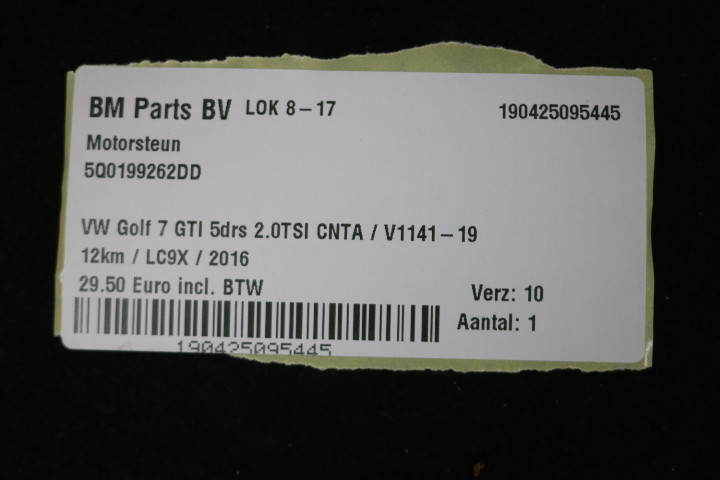 BM Parts BV LOK 8-17 190425095445
Motorsteun
5Q0199262DD
VW Golf 7 GTI 5drs 2.0TSI CNTA / V1141-19
12km / LC9X / 2016
29.50 Euro incl. BTW Verz: 10
Aantal: 1
190425095445